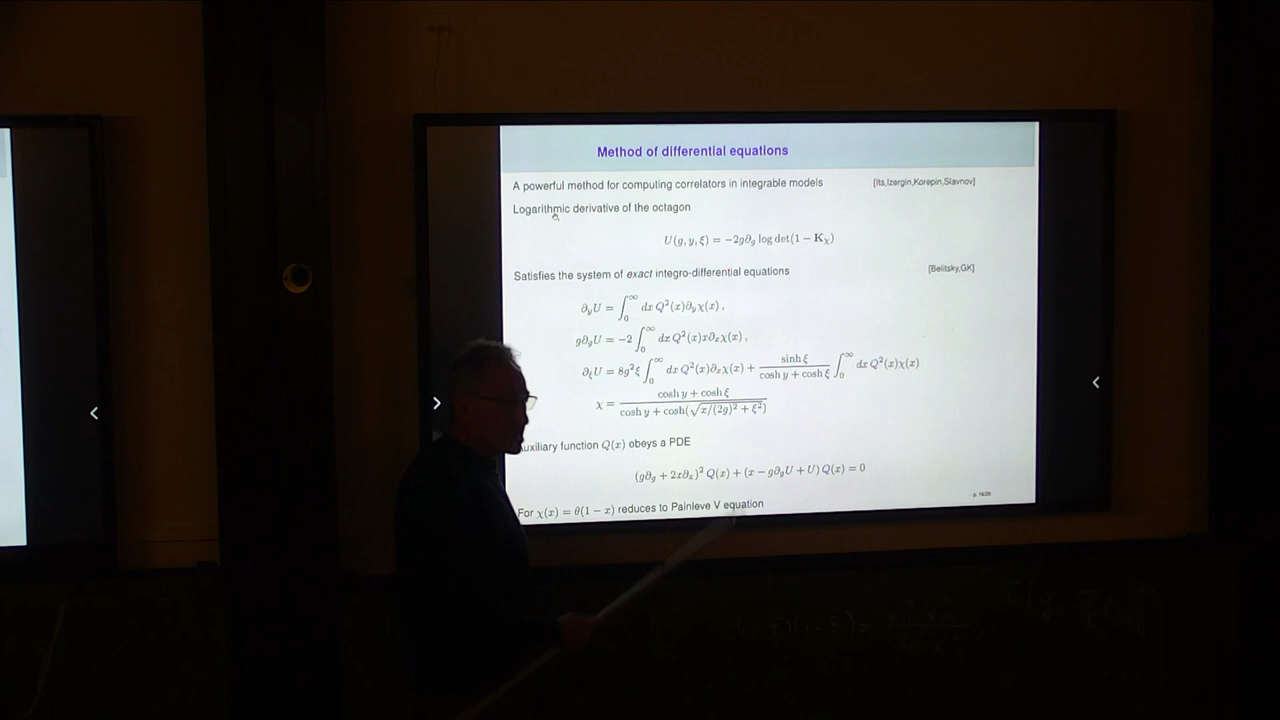 Method of differential equations
A powerful method for computing correlators in integrable models [Its,Izergin,Korepin,Slavnov]
Logarithmic derivative of the octagon
U(g, y, ξ) = −2g∂_g log det(1 − K_χ)
Satisfies the system of exact integro-differential equations [Belitsky,GK]
∂_y U = ∫_0^∞ dx Q²(x)∂_y χ(x) ,
g∂_g U = −2 ∫_0^∞ dx Q²(x)x∂_x χ(x) ,
∂_ξ U = 8g²ξ ∫_0^∞ dx Q²(x)∂_x χ(x) + sinh ξ / (cosh y + cosh ξ) ∫_0^∞ dx Q²(x)χ(x)
χ = (cosh y + cosh ξ) / (cosh y + cosh(√(x/(2g)² + ξ²)))
uxiliary function Q(x) obeys a PDE
(g∂_g + 2x∂_x)² Q(x) + (x − g∂_g U + U) Q(x) = 0
For χ(x) = θ(1 − x) reduces to Painleve V equation